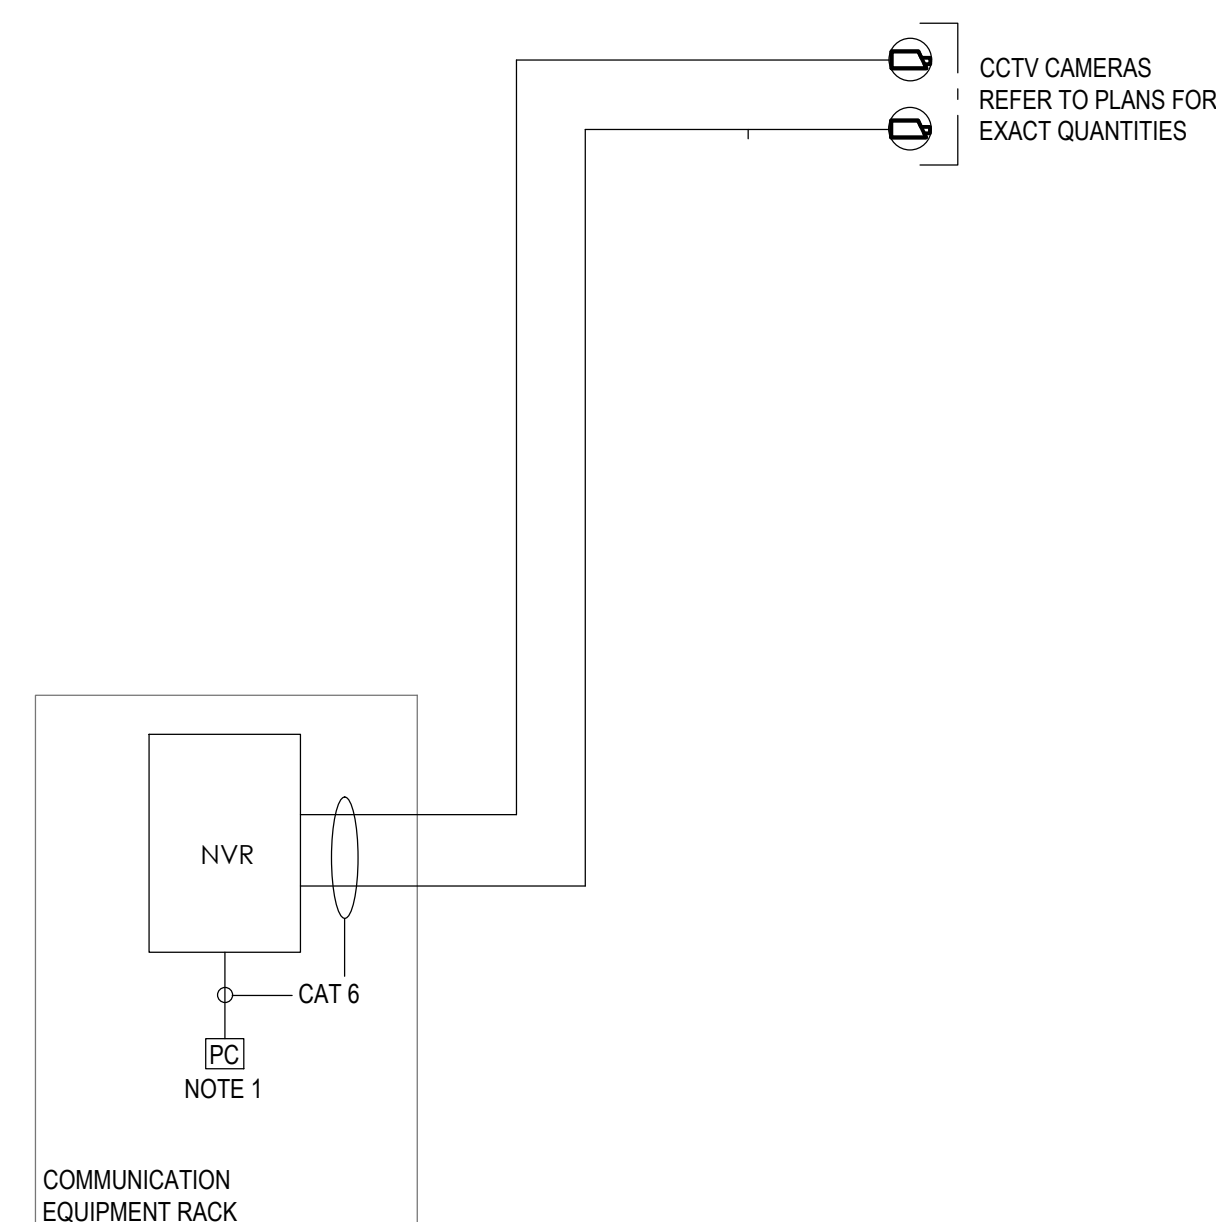 CCTV CAMERAS
REFER TO PLANS FOR
EXACT QUANTITIES
NVR
CAT 6
PC
NOTE 1
COMMUNICATION
EQUIPMENT RACK